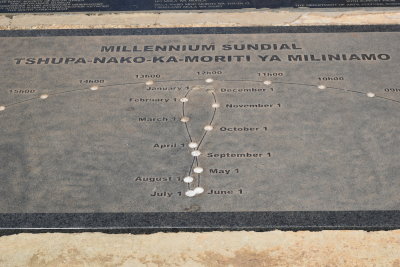 MILLENNIUM SUNDIAL
TSHUPA-NAKO-KA-MORITI YA MILINIAMO
15h00 14h00 13h00 12h00 11h00 10h00 09h
January 1 December 1
February 1 November 1
March 1 October 1
April 1 September 1
May 1
August 1
July 1 June 1